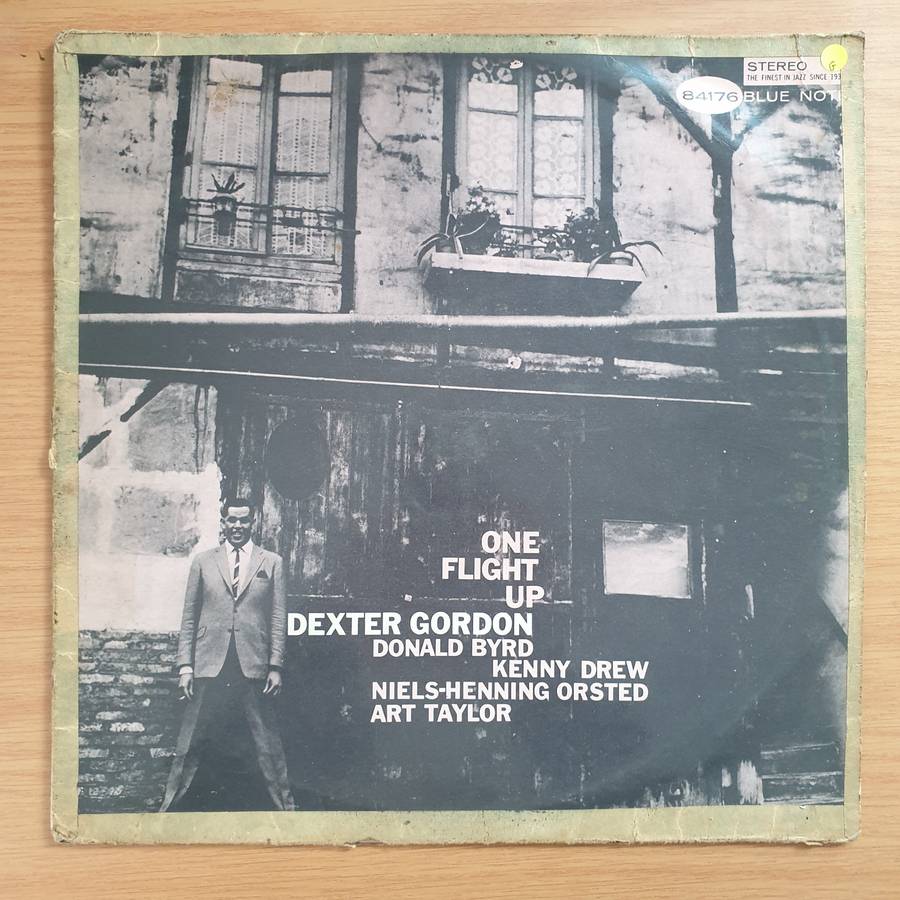 STEREO
THE FINEST IN JAZZ SINCE 193
84176 BLUE NOT
G
ONE
FLIGHT
UP
DEXTER GORDON
DONALD BYRD
KENNY DREW
NIELS-HENNING ORSTED
ART TAYLOR